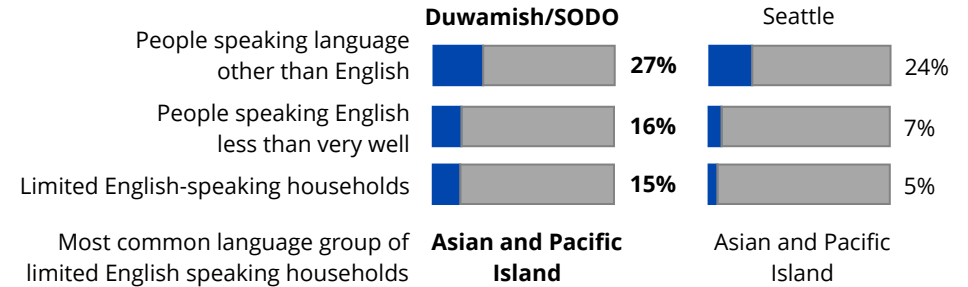 Duwamish/SODO Seattle
People speaking language
other than English 27% 24%
People speaking English
less than very well 16% 7%
Limited English-speaking households 15% 5%
Most common language group of Asian and Pacific Asian and Pacific
limited English speaking households Island Island